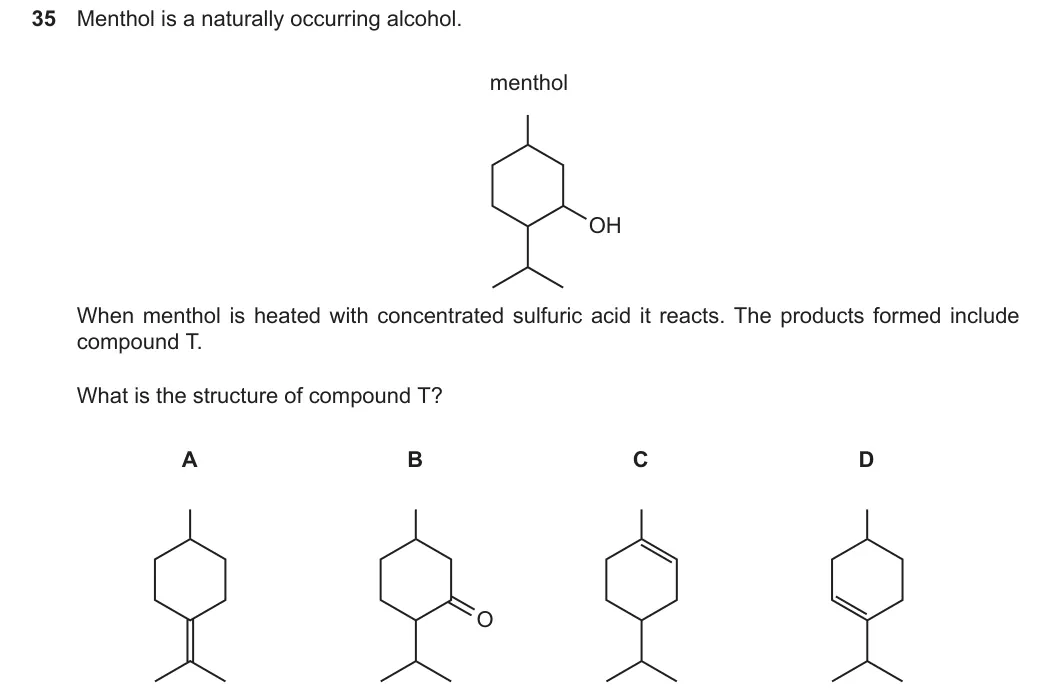 35 Menthol is a naturally occurring alcohol.
menthol
OH
When menthol is heated with concentrated sulfuric acid it reacts. The products formed include
compound T.
What is the structure of compound T?
A B C D
O